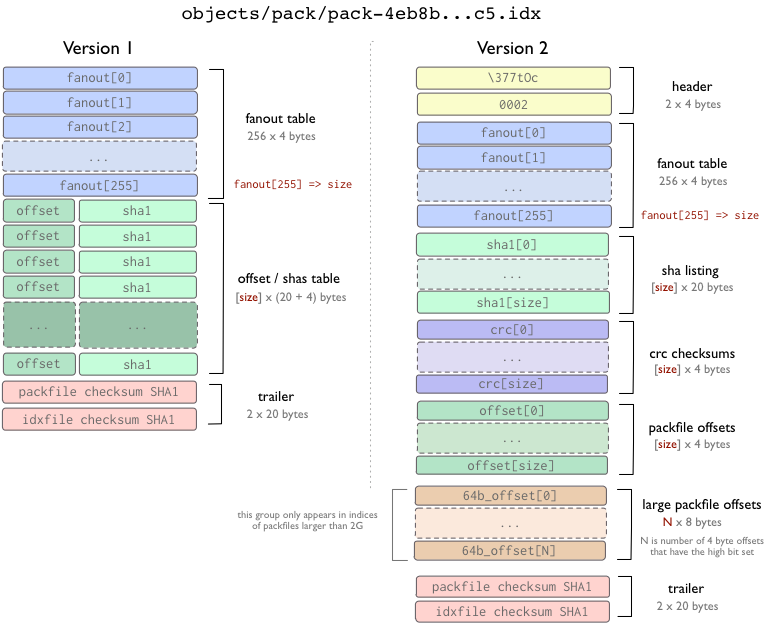 objects/pack/pack-4eb8b...c5.idx
Version 1
fanout[0]
fanout[1]
fanout[2]
...
fanout[255]
fanout table
256 x 4 bytes
fanout[255] => size
offset sha1
offset sha1
offset sha1
offset sha1
... ...
offset sha1
offset / shas table
[size] x (20 + 4) bytes
packfile checksum SHA1
idxfile checksum SHA1
trailer
2 x 20 bytes
Version 2
\377tOc
0002
header
2 x 4 bytes
fanout[0]
fanout[1]
...
fanout[255]
fanout table
256 x 4 bytes
fanout[255] => size
sha1[0]
...
sha1[size]
sha listing
[size] x 20 bytes
crc[0]
...
crc[size]
crc checksums
[size] x 4 bytes
offset[0]
...
offset[size]
packfile offsets
[size] x 4 bytes
this group only appears in indices
of packfiles larger than 2G
64b_offset[0]
...
64b_offset[N]
large packfile offsets
N x 8 bytes
N is number of 4 byte offsets
that have the high bit set
packfile checksum SHA1
idxfile checksum SHA1
trailer
2 x 20 bytes